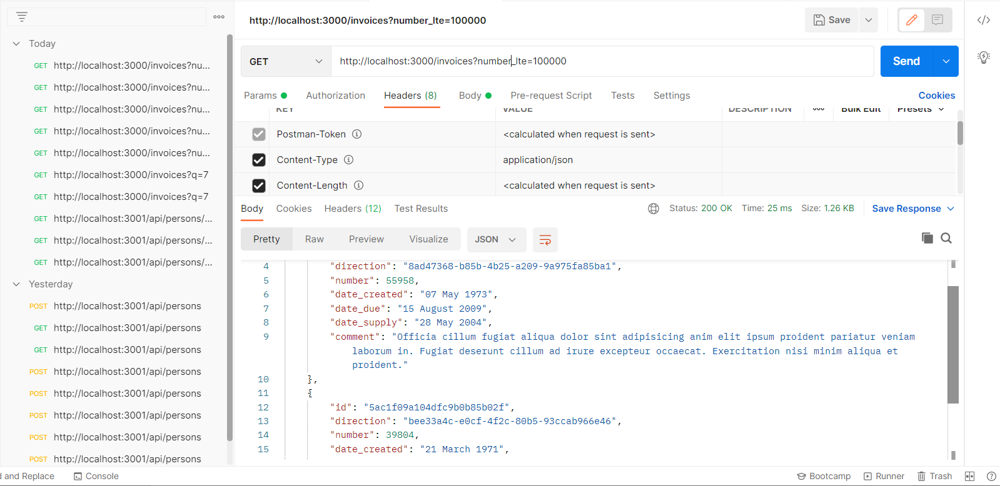 Today
GET http://localhost:3000/invoices?nu...
GET http://localhost:3000/invoices?nu...
GET http://localhost:3000/invoices?nu...
GET http://localhost:3000/invoices?nu...
GET http://localhost:3000/invoices?nu...
GET http://localhost:3000/invoices?q=7
GET http://localhost:3000/invoices?q=7
GET http://localhost:3001/api/persons/...
GET http://localhost:3001/api/persons/...
GET http://localhost:3001/api/persons/...
Yesterday
POST http://localhost:3001/api/persons
GET http://localhost:3001/api/persons
GET http://localhost:3001/api/persons
POST http://localhost:3001/api/persons
POST http://localhost:3001/api/persons
POST http://localhost:3001/api/persons
POST http://localhost:3001/api/persons
POST http://localhost:3001/api/persons
http://localhost:3000/invoices?number_lte=100000
Save
GET http://localhost:3000/invoices?number_lte=100000 Send
Params Authorization Headers (8) Body Pre-request Script Tests Settings Cookies
KEY VALUE DESCRIPTION Bulk Edit Presets
Postman-Token <calculated when request is sent>
Content-Type application/json
Content-Length <calculated when request is sent>
Body Cookies Headers (12) Test Results Status: 200 OK Time: 25 ms Size: 1.26 KB Save Response
Pretty Raw Preview Visualize JSON
4 "direction": "8ad47368-b85b-4b25-a209-9a975fa85ba1",
5 "number": 55958,
6 "date_created": "07 May 1973",
7 "date_due": "15 August 2009",
8 "date_supply": "28 May 2004",
9 "comment": "Officia cillum fugiat aliqua dolor sint adipisicing anim elit ipsum proident pariatur veniam
laborum in. Fugiat deserunt cillum ad irure excepteur occaecat. Exercitation nisi minim aliqua et
proident."
10 },
11 {
12 "id": "5ac1f09a104dfc9b0b85b02f",
13 "direction": "bee33a4c-e0cf-4f2c-80b5-93ccab966e46",
14 "number": 39804,
15 "date_created": "21 March 1971",
and Replace Console Bootcamp Runner Trash